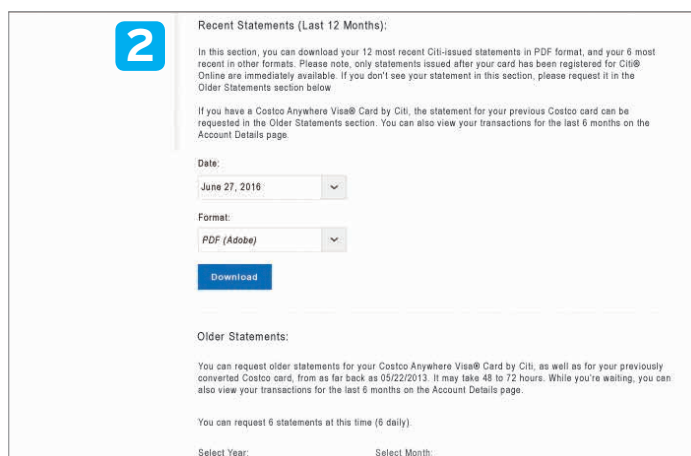 2
Recent Statements (Last 12 Months):
In this section, you can download your 12 most recent Citi-issued statements in PDF format, and your 6 most
recent in other formats. Please note, only statements issued after your card has been registered for Citi®
Online are immediately available. If you don't see your statement in this section, please request it in the
Older Statements section below
If you have a Costco Anywhere Visa® Card by Citi, the statement for your previous Costco card can be
requested in the Older Statements section. You can also view your transactions for the last 6 months on the
Account Details page.
Date:
June 27, 2016
Format:
PDF (Adobe)
Download
Older Statements:
You can request older statements for your Costco Anywhere Visa® Card by Citi, as well as for your previously
converted Costco card, from as far back as 05/22/2013. It may take 48 to 72 hours. While you're waiting, you can
also view your transactions for the last 6 months on the Account Details page.
You can request 6 statements at this time (6 daily).
Select Year: Select Month: